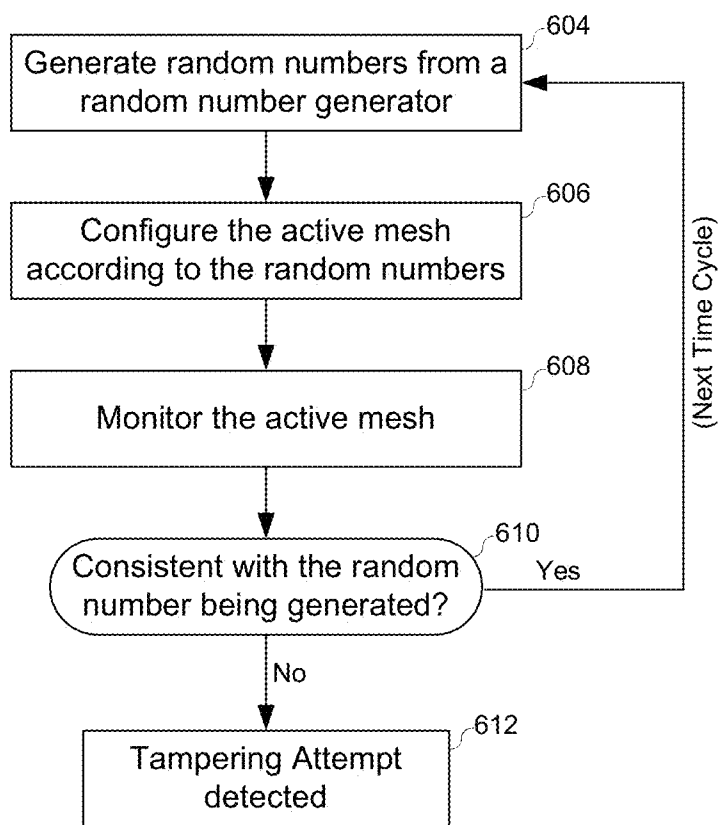 604
Generate random numbers from a
random number generator
606
Configure the active mesh
according to the random numbers
608
Monitor the active mesh
(Next Time Cycle)
610
Consistent with the random
number being generated?
Yes
No
612
Tampering Attempt
detected